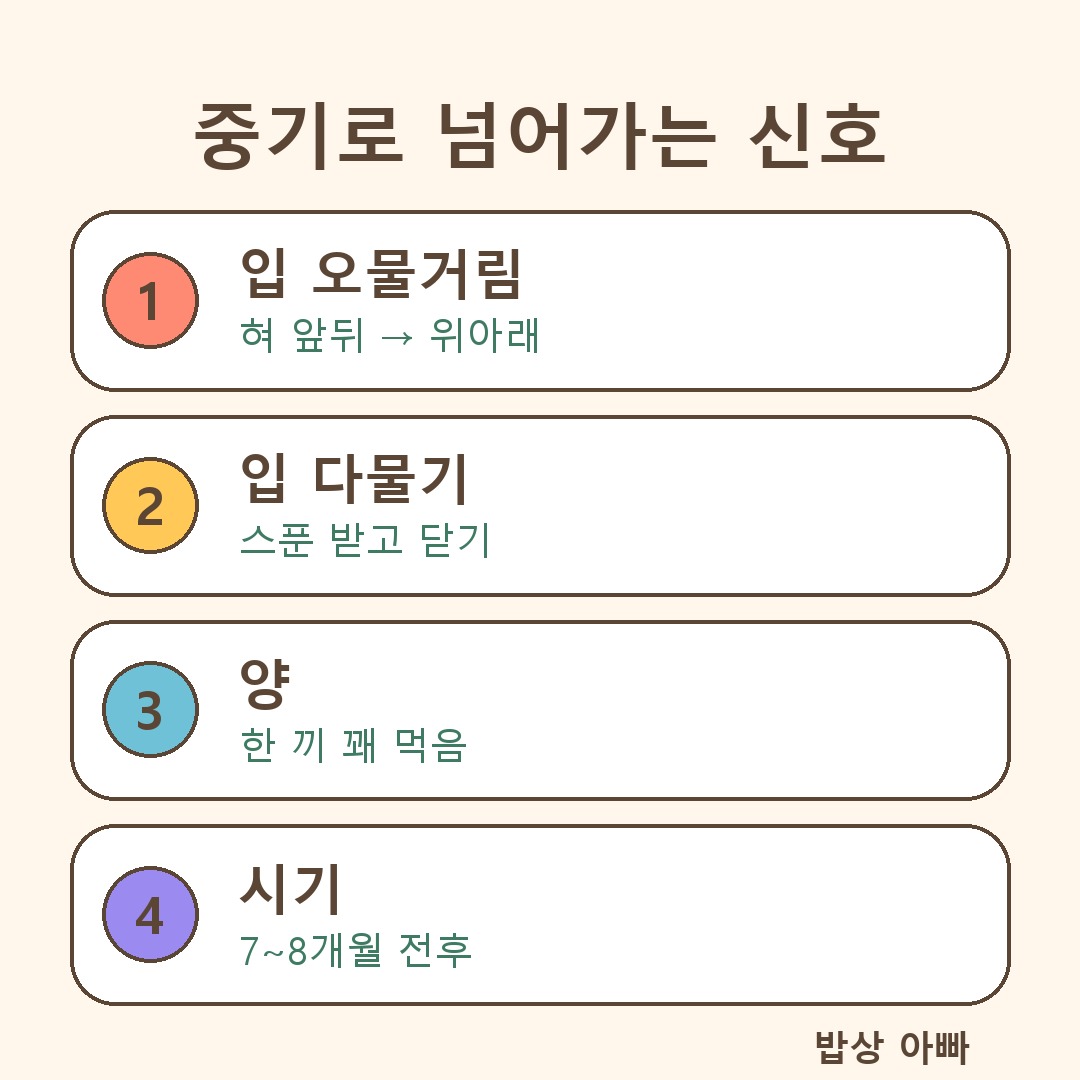 중기로 넘어가는 신호
1
입 오물거림
혀 앞뒤 → 위아래
2
입 다물기
스푼 받고 닫기
3
양
한 끼 꽤 먹음
4
시기
7~8개월 전후
밥상 아빠